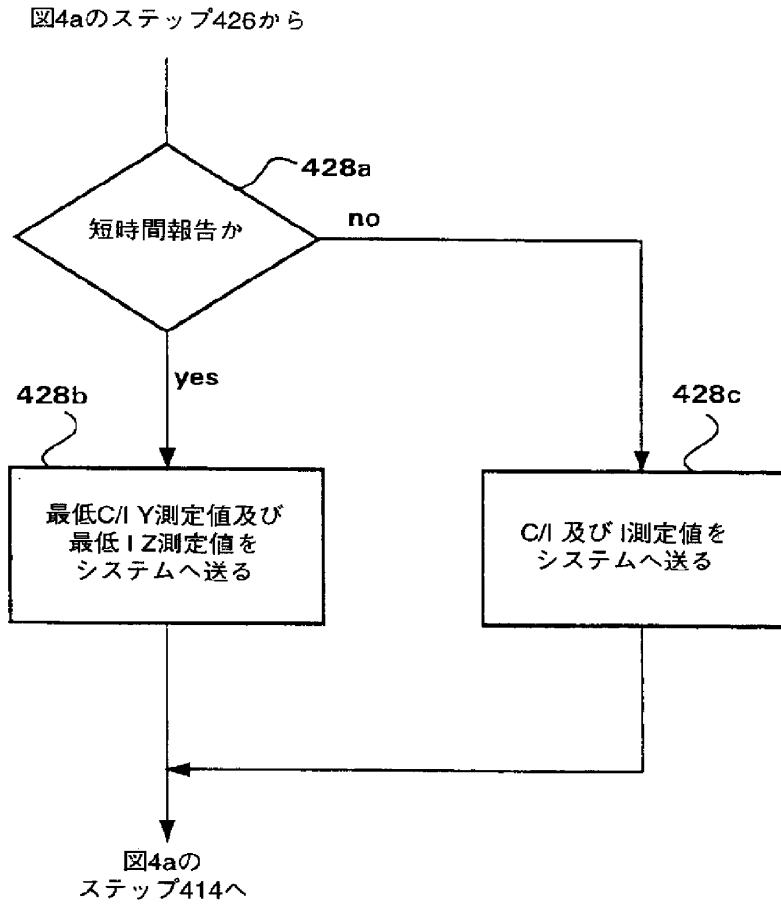 図4aのステップ426から
428a
短時間報告か
no
yes
428b
428c
最低C/I Y測定値及び
最低 I Z測定値を
システムへ送る
C/I 及び I測定値を
システムへ送る
図4aの
ステップ414へ